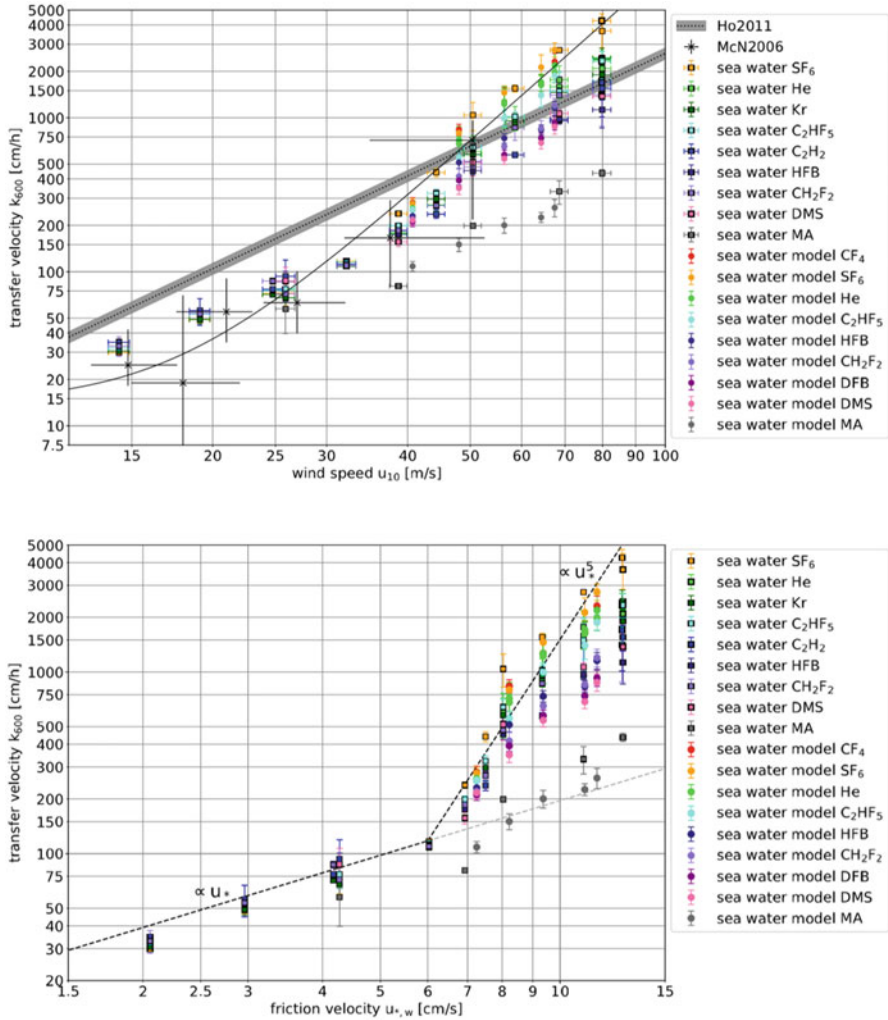 5000
4000
3000
2000
1500
1000
750
500
400
300
200
150
100
75
50
40
30
20
15
10
7.5
transfer velocity k₆₀₀ [cm/h]
15 20 30 40 50 60 70 80 90 100
wind speed u₁₀ [m/s]
Ho2011
McN2006
sea water SF₆
sea water He
sea water Kr
sea water C₂HF₅
sea water C₂H₂
sea water HFB
sea water CH₂F₂
sea water DMS
sea water MA
sea water model CF₄
sea water model SF₆
sea water model He
sea water model C₂HF₅
sea water model HFB
sea water model CH₂F₂
sea water model DFB
sea water model DMS
sea water model MA
5000
4000
3000
2000
1500
1000
750
500
400
300
200
150
100
75
50
40
30
20
transfer velocity k₆₀₀ [cm/h]
∝ u*⁵
∝ u*
1.5 2 3 4 5 6 7 8 9 10 15
friction velocity u*,w [cm/s]
sea water SF₆
sea water He
sea water Kr
sea water C₂HF₅
sea water C₂H₂
sea water HFB
sea water CH₂F₂
sea water DMS
sea water MA
sea water model CF₄
sea water model SF₆
sea water model He
sea water model C₂HF₅
sea water model HFB
sea water model CH₂F₂
sea water model DFB
sea water model DMS
sea water model MA